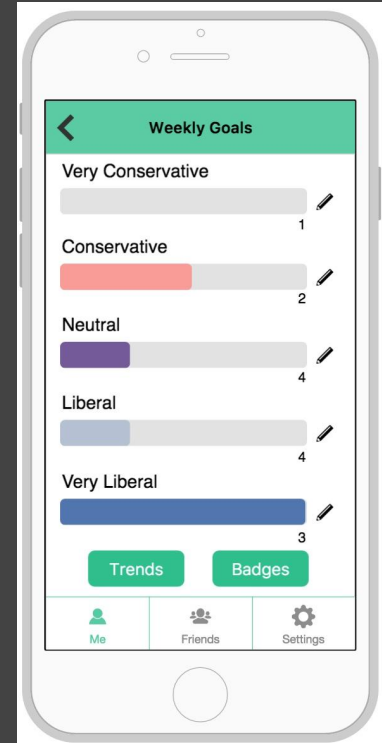 Weekly Goals
Very Conservative
1
Conservative
2
Neutral
4
Liberal
4
Very Liberal
3
Trends Badges
Me Friends Settings